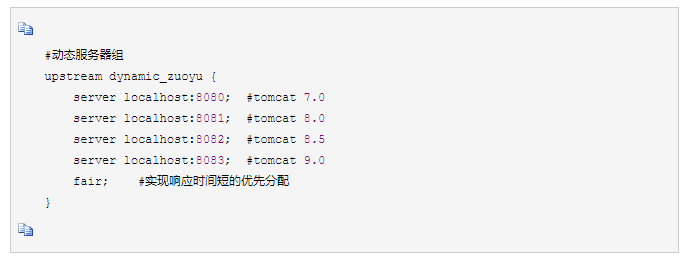 #动态服务器组
upstream dynamic_zuoyu {
    server localhost:8080;  #tomcat 7.0
    server localhost:8081;  #tomcat 8.0
    server localhost:8082;  #tomcat 8.5
    server localhost:8083;  #tomcat 9.0
    fair;    #实现响应时间短的优先分配
}